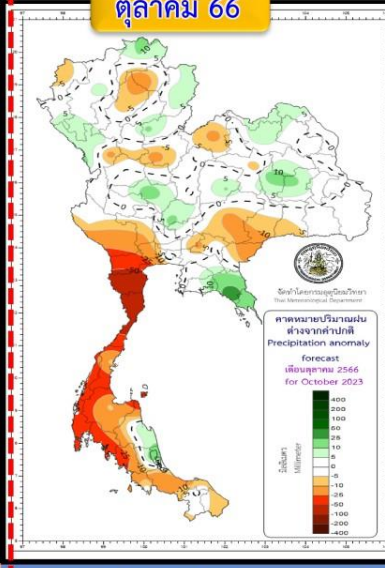 ตุลาคม 66
จัดทำโดยกรมอุตุนิยมวิทยา
Thai Meteorological Department
คาดหมายปริมาณฝน
ต่างจากค่าปกติ
Precipitation anomaly
forecast
เดือนตุลาคม 2566
for October 2023
มิลลิเมตร
Millimeter
400
200
100
50
25
10
5
0
-5
-10
-25
-50
-100
-200
-400